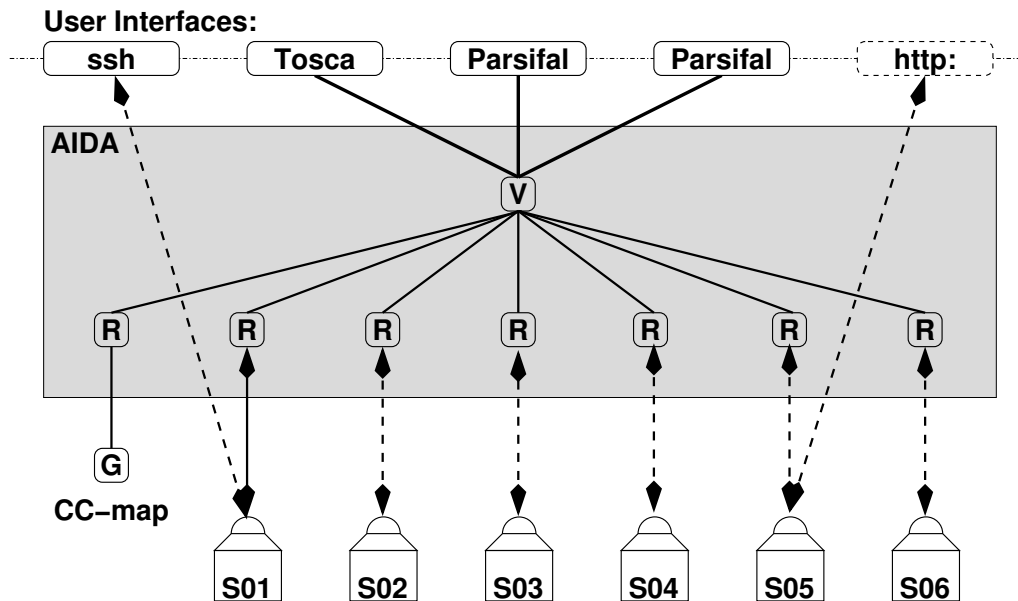 User Interfaces:
ssh Tosca Parsifal Parsifal http:
AIDA
V
R R R R R R R
G
CC−map
S01 S02 S03 S04 S05 S06